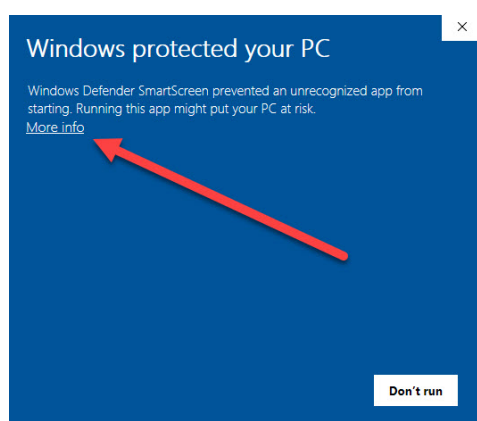 Windows protected your PC
Windows Defender SmartScreen prevented an unrecognized app from
starting. Running this app might put your PC at risk.
More info
Don't run